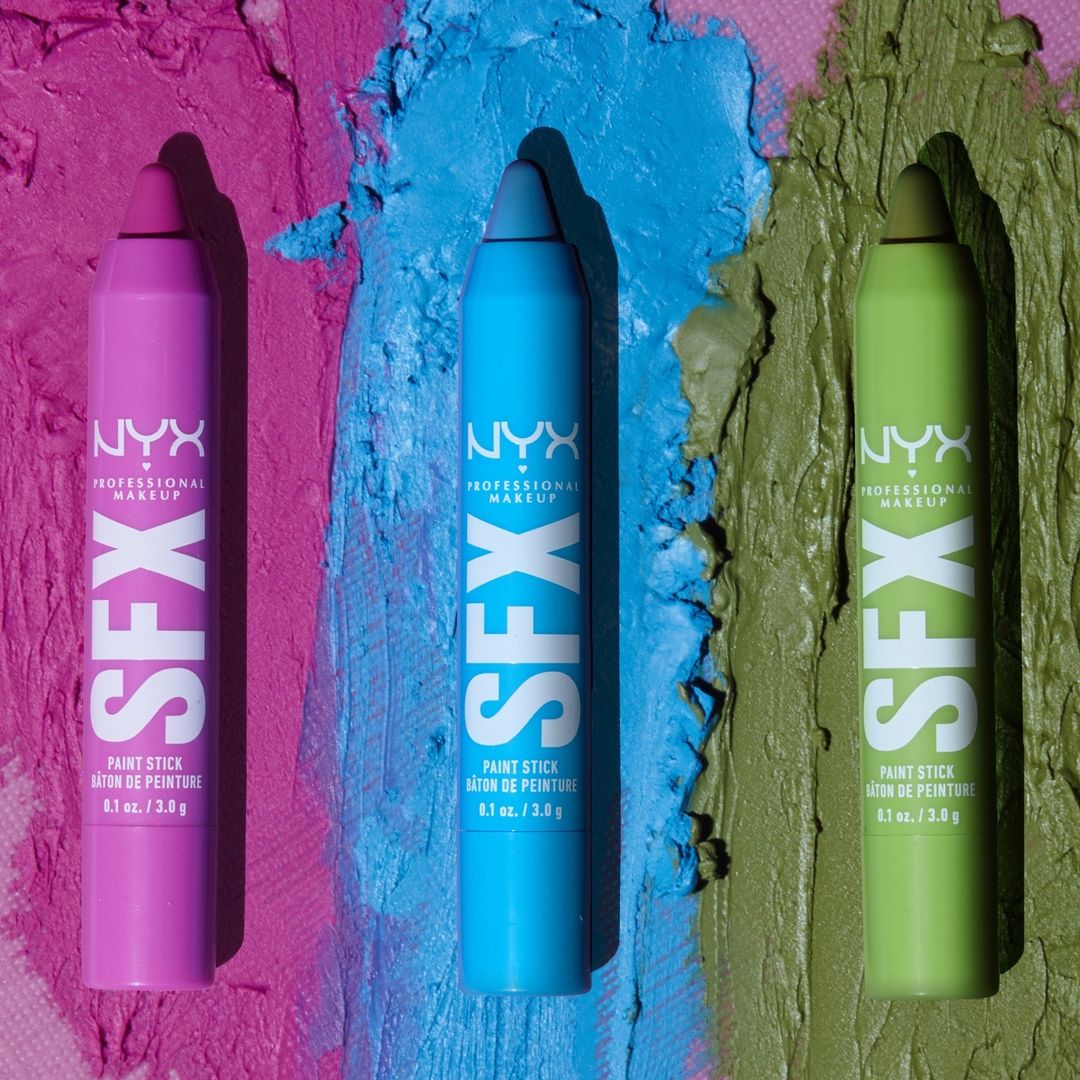 NYX
PROFESSIONAL
MAKEUP
SFX
PAINT STICK
BÂTON DE PEINTURE
0.1 oz. / 3.0 g
NYX
PROFESSIONAL
MAKEUP
SFX
PAINT STICK
BÂTON DE PEINTURE
0.1 oz. / 3.0 g
NYX
PROFESSIONAL
MAKEUP
SFX
PAINT STICK
BÂTON DE PEINTURE
0.1 oz. / 3.0 g